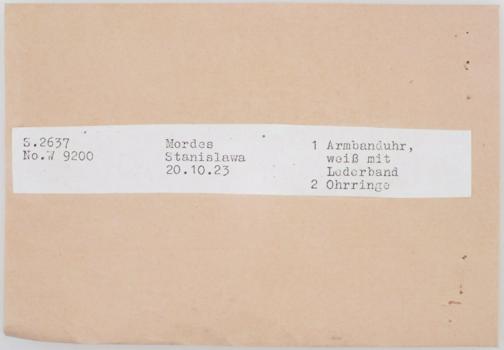 S.2637
No.W 9200
Mordes
Stanislawa
20.10.23
1 Armbanduhr,
weiß mit
Lederband
2 Ohrringe